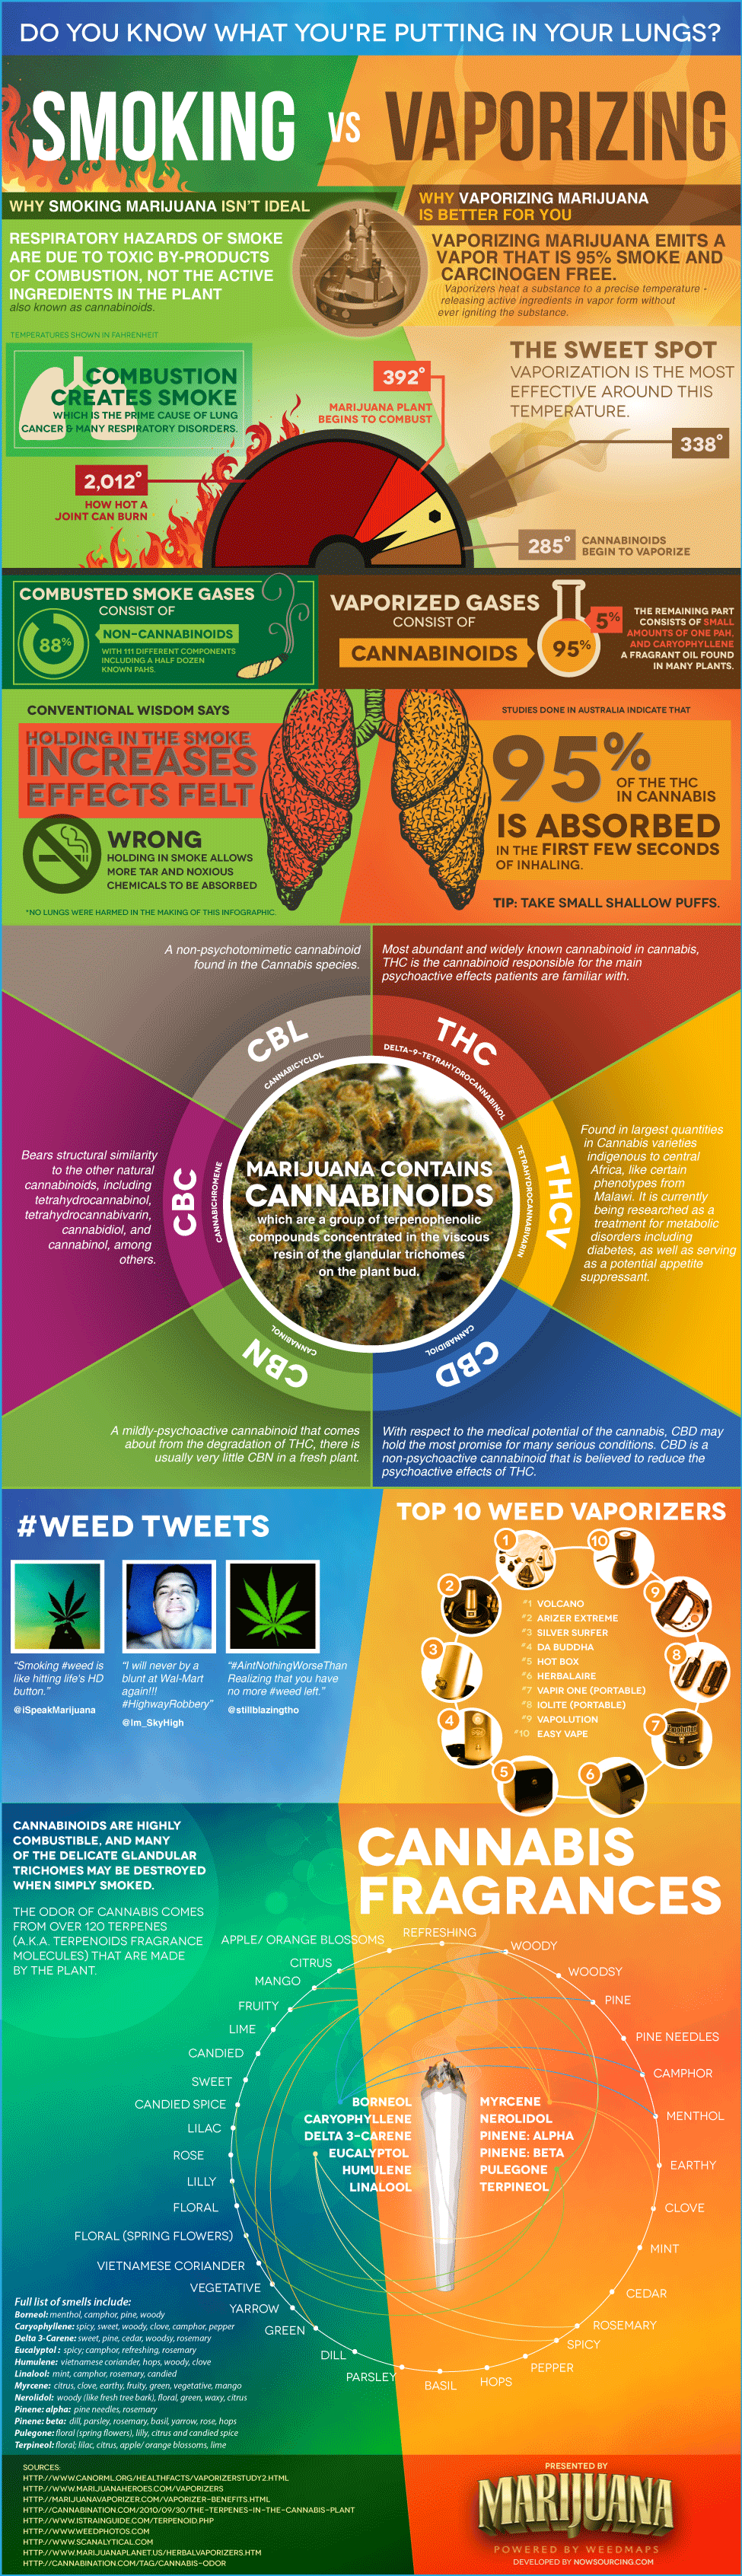 DO YOU KNOW WHAT YOU'RE PUTTING IN YOUR LUNGS?
SMOKING VS VAPORIZING
WHY SMOKING MARIJUANA ISN'T IDEAL
RESPIRATORY HAZARDS OF SMOKE
ARE DUE TO TOXIC BY-PRODUCTS
OF COMBUSTION, NOT THE ACTIVE
INGREDIENTS IN THE PLANT
also known as cannabinoids.
WHY VAPORIZING MARIJUANA
IS BETTER FOR YOU
VAPORIZING MARIJUANA EMITS A
VAPOR THAT IS 95% SMOKE AND
CARCINOGEN FREE.
Vaporizers heat a substance to a precise temperature -
releasing active ingredients in vapor form without
ever igniting the substance.
TEMPERATURES SHOWN IN FAHRENHEIT
COMBUSTION
CREATES SMOKE
WHICH IS THE PRIME CAUSE OF LUNG
CANCER & MANY RESPIRATORY DISORDERS.
392°
MARIJUANA PLANT
BEGINS TO COMBUST
THE SWEET SPOT
VAPORIZATION IS THE MOST
EFFECTIVE AROUND THIS
TEMPERATURE.
338°
2,012°
HOW HOT A
JOINT CAN BURN
285°
CANNABINOIDS
BEGIN TO VAPORIZE
COMBUSTED SMOKE GASES
CONSIST OF
88%
NON-CANNABINOIDS
WITH 111 DIFFERENT COMPONENTS
INCLUDING A HALF DOZEN
KNOWN PAHS.
VAPORIZED GASES
CONSIST OF
CANNABINOIDS
95%
5%
THE REMAINING PART
CONSISTS OF SMALL
AMOUNTS OF ONE PAH,
AND CARYOPHYLLENE
A FRAGRANT OIL FOUND
IN MANY PLANTS.
CONVENTIONAL WISDOM SAYS
HOLDING IN THE SMOKE
INCREASES
EFFECTS FELT
WRONG
HOLDING IN SMOKE ALLOWS
MORE TAR AND NOXIOUS
CHEMICALS TO BE ABSORBED
*NO LUNGS WERE HARMED IN THE MAKING OF THIS INFOGRAPHIC.
STUDIES DONE IN AUSTRALIA INDICATE THAT
95%
OF THE THC
IN CANNABIS
IS ABSORBED
IN THE FIRST FEW SECONDS
OF INHALING.
TIP: TAKE SMALL SHALLOW PUFFS.
A non-psychotomimetic cannabinoid
found in the Cannabis species.
CBL
CANNABICYCLOL
Most abundant and widely known cannabinoid in cannabis,
THC is the cannabinoid responsible for the main
psychoactive effects patients are familiar with.
THC
DELTA-9-TETRAHYDROCANNABINOL
Bears structural similarity
to the other natural
cannabinoids, including
tetrahydrocannabinol,
tetrahydrocannabivarin,
cannabidiol, and
cannabinol, among
others.
CBC
CANNABICHROMENE
MARIJUANA CONTAINS
CANNABINOIDS
which are a group of terpenophenolic
compounds concentrated in the viscous
resin of the glandular trichomes
on the plant bud.
THCV
TETRAHYDROCANNABIVARIN
Found in largest quantities
in Cannabis varieties
indigenous to central
Africa, like certain
phenotypes from
Malawi. It is currently
being researched as a
treatment for metabolic
disorders including
diabetes, as well as serving
as a potential appetite
suppressant.
CBN
CANNABINOL
A mildly-psychoactive cannabinoid that comes
about from the degradation of THC, there is
usually very little CBN in a fresh plant.
CBD
CANNABIDIOL
With respect to the medical potential of the cannabis, CBD may
hold the most promise for many serious conditions. CBD is a
non-psychoactive cannabinoid that is believed to reduce the
psychoactive effects of THC.
#WEED TWEETS
"Smoking #weed is
like hitting life's HD
button."
@iSpeakMarijuana
"I will never by a
blunt at Wal-Mart
again!!!
#HighwayRobbery"
@Im_SkyHigh
"#AintNothingWorseThan
Realizing that you have
no more #weed left."
@stillblazingtho
TOP 10 WEED VAPORIZERS
1
2
3
4
5
6
7
8
9
10
#1 VOLCANO
#2 ARIZER EXTREME
#3 SILVER SURFER
#4 DA BUDDHA
#5 HOT BOX
#6 HERBALAIRE
#7 VAPIR ONE (PORTABLE)
#8 IOLITE (PORTABLE)
#9 VAPOLUTION
#10 EASY VAPE
CANNABINOIDS ARE HIGHLY
COMBUSTIBLE, AND MANY
OF THE DELICATE GLANDULAR
TRICHOMES MAY BE DESTROYED
WHEN SIMPLY SMOKED.
THE ODOR OF CANNABIS COMES
FROM OVER 120 TERPENES
(A.K.A. TERPENOIDS FRAGRANCE
MOLECULES) THAT ARE MADE
BY THE PLANT.
CANNABIS
FRAGRANCES
REFRESHING
WOODY
WOODSY
PINE
PINE NEEDLES
CAMPHOR
MENTHOL
EARTHY
CLOVE
MINT
CEDAR
ROSEMARY
SPICY
PEPPER
HOPS
BASIL
PARSLEY
DILL
GREEN
YARROW
VEGETATIVE
VIETNAMESE CORIANDER
FLORAL (SPRING FLOWERS)
FLORAL
LILLY
ROSE
LILAC
CANDIED SPICE
SWEET
CANDIED
LIME
FRUITY
MANGO
CITRUS
APPLE/ ORANGE BLOSSOMS
BORNEOL
CARYOPHYLLENE
DELTA 3-CARENE
EUCALYPTOL
HUMULENE
LINALOOL
MYRCENE
NEROLIDOL
PINENE: ALPHA
PINENE: BETA
PULEGONE
TERPINEOL
Full list of smells include:
Borneol: menthol, camphor, pine, woody
Caryophyllene: spicy, sweet, woody, clove, camphor, pepper
Delta 3-Carene: sweet, pine, cedar, woodsy, rosemary
Eucalyptol : spicy; camphor, refreshing, rosemary
Humulene: vietnamese coriander, hops, woody, clove
Linalool: mint, camphor, rosemary, candied
Myrcene: citrus, clove, earthy, fruity, green, vegetative, mango
Nerolidol: woody (like fresh tree bark), floral, green, waxy, citrus
Pinene: alpha: pine needles, rosemary
Pinene: beta: dill, parsley, rosemary, basil, yarrow, rose, hops
Pulegone: floral (spring flowers), lilly, citrus and candied spice
Terpineol: floral; lilac, citrus, apple/ orange blossoms, lime
SOURCES:
HTTP://WWW.CANORML.ORG/HEALTHFACTS/VAPORIZERSTUDY2.HTML
HTTP://WWW.MARIJUANAHEROES.COM/VAPORIZERS
HTTP://MARIJUANAVAPORIZER.COM/VAPORIZER-BENEFITS.HTML
HTTP://CANNABINATION.COM/2010/09/30/THE-TERPENES-IN-THE-CANNABIS-PLANT
HTTP://WWW.ISTRAINGUIDE.COM/TERPENOID.PHP
HTTP://WWW.WEEDPHOTOS.COM
HTTP://WWW.SCANALYTICAL.COM
HTTP://WWW.MARIJUANAPLANET.US/HERBALVAPORIZERS.HTM
HTTP://CANNABINATION.COM/TAG/CANNABIS-ODOR
PRESENTED BY
MARIJUANA
POWERED BY WEEDMAPS
DEVELOPED BY NOWSOURCING.COM